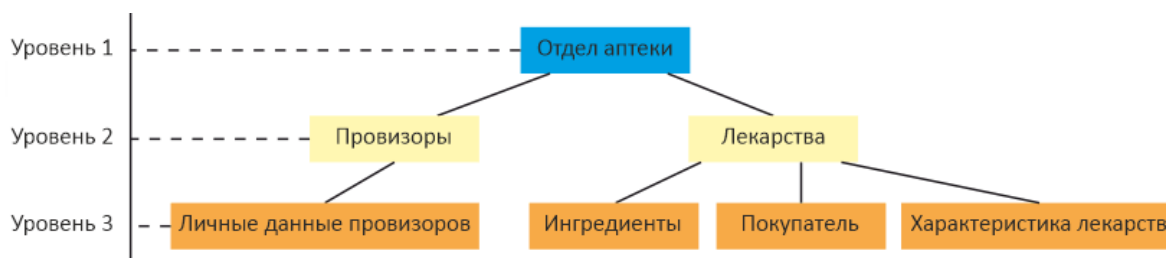 Уровень 1
Отдел аптеки
Уровень 2
Провизоры
Лекарства
Уровень 3
Личные данные провизоров
Ингредиенты
Покупатель
Характеристика лекарств